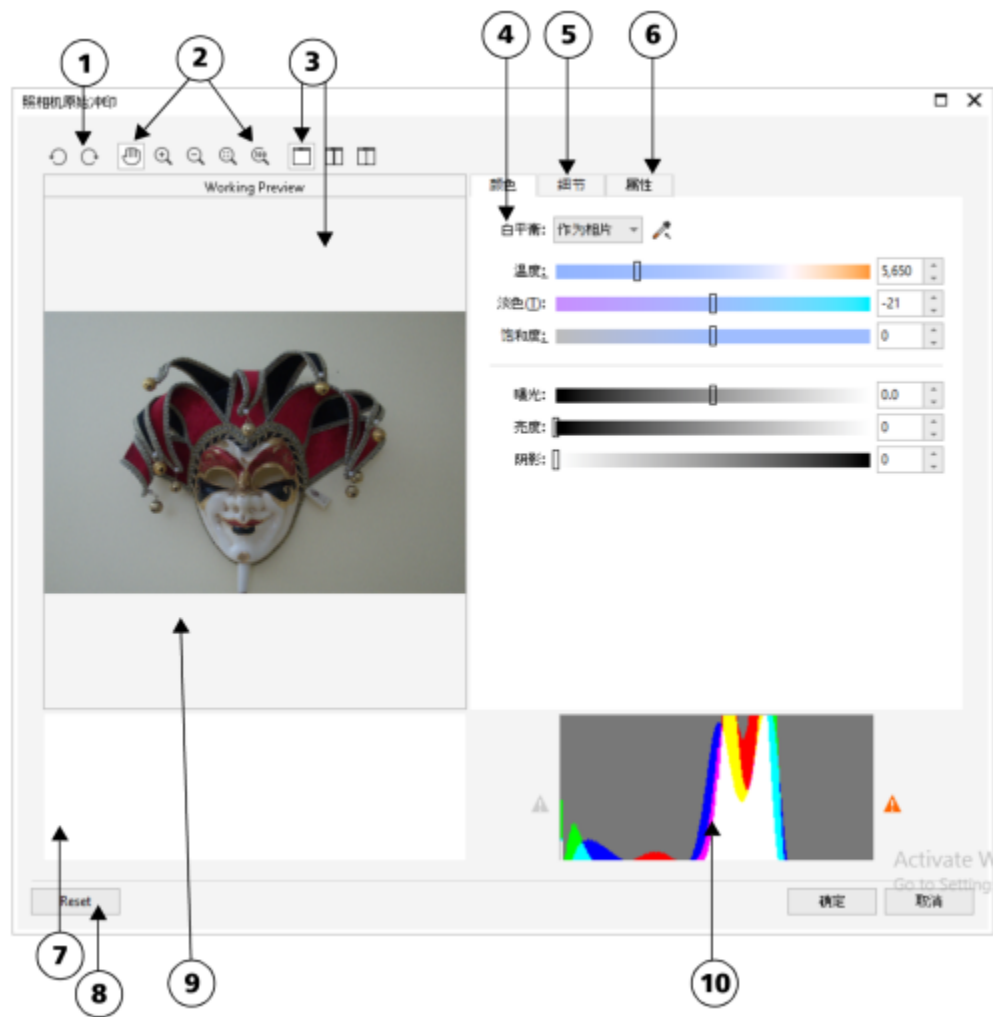 4 5 6
1 2 3
照相机原始冲印
Working Preview
颜色 细节 属性
白平衡: 作为相片
温度: 5,650
淡色(T): -21
饱和度: 0
曝光: 0.0
亮度: 0
阴影: 0
Activate W
Go to Setting
Reset 确定 取消
7
8 9 10